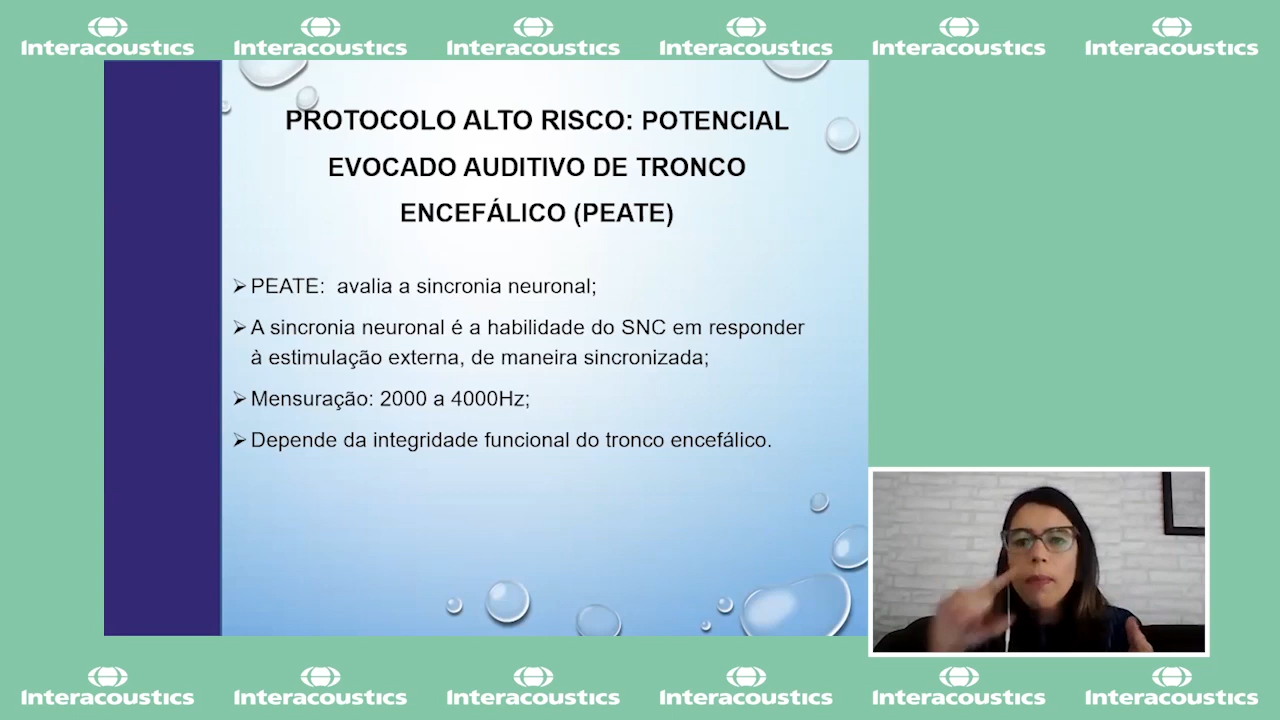 Interacoustics Interacoustics Interacoustics Interacoustics Interacoustics Interacoustics
PROTOCOLO ALTO RISCO: POTENCIAL
EVOCADO AUDITIVO DE TRONCO
ENCEFÁLICO (PEATE)
PEATE: avalia a sincronia neuronal;
A sincronia neuronal é a habilidade do SNC em responder
à estimulação externa, de maneira sincronizada;
Mensuração: 2000 a 4000Hz;
Depende da integridade funcional do tronco encefálico.
Interacoustics Interacoustics Interacoustics Interacoustics Interacoustics Interacoustics